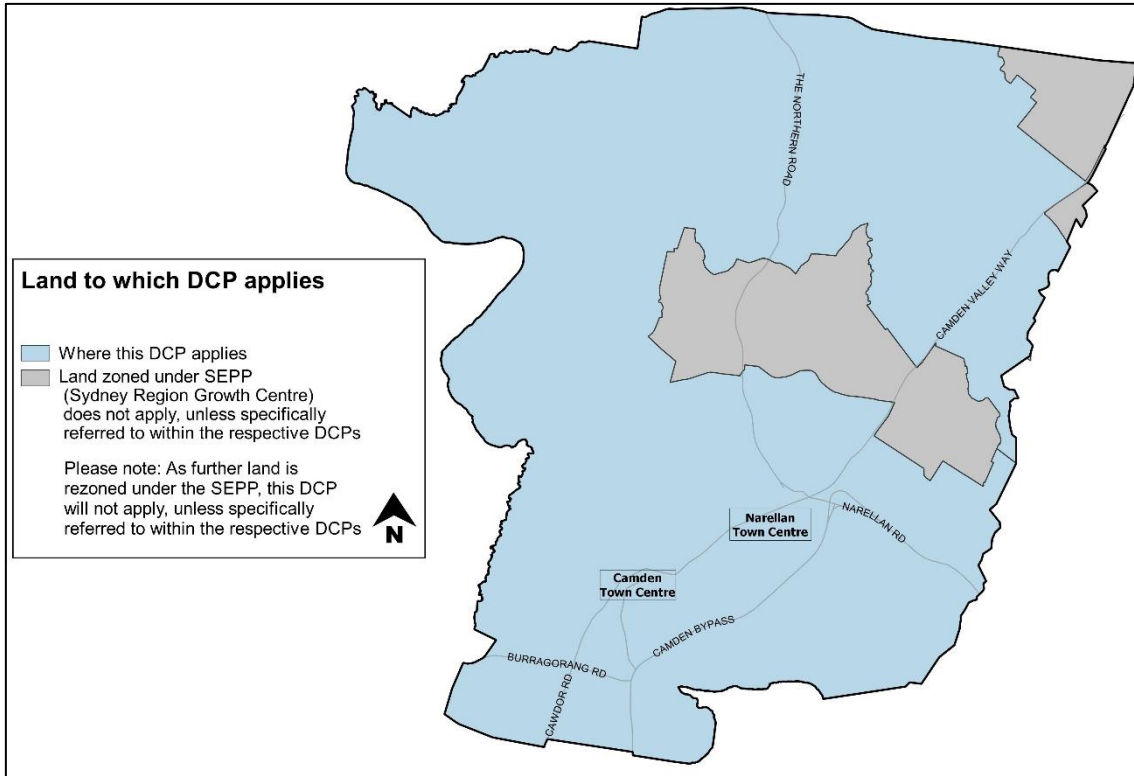 THE NORTHERN ROAD
CAMDEN VALLEY WAY
Land to which DCP applies
Where this DCP applies
Land zoned under SEPP
(Sydney Region Growth Centre)
does not apply, unless specifically
referred to within the respective DCPs
Please note: As further land is
rezoned under the SEPP, this DCP
will not apply, unless specifically
referred to within the respective DCPs
N
Narellan
Town Centre
NARELLAN RD
Camden
Town Centre
CAMDEN BYPASS
BURRAGORANG RD
CAWDOR RD